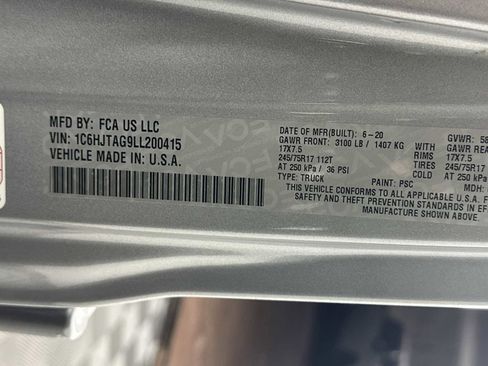 MFD BY: FCA US LLC
VIN: 1C6HJTAG9LL200415
VEHICLE MADE IN U.S.A.
DATE OF MFR(BUILT): 6-20 GVWR: 58
GAWR FRONT: 3100 LB / 1407 KG WITH GAWR REA
17X7.5 RIMS 17X7.5
245/75R17 112T TIRES 245/75R17
AT 250 kPa / 36 PSI COLD AT 250 kPa
TYPE: TRUCK PAINT: PSC MDH:
THIS VEHICLE CONFORMS TO ALL APPLICABLE U.S.A. F
SAFETY AND THEFT PREVENTION STANDARDS IN EF
MANUFACTURE SHOWN ABOVE.